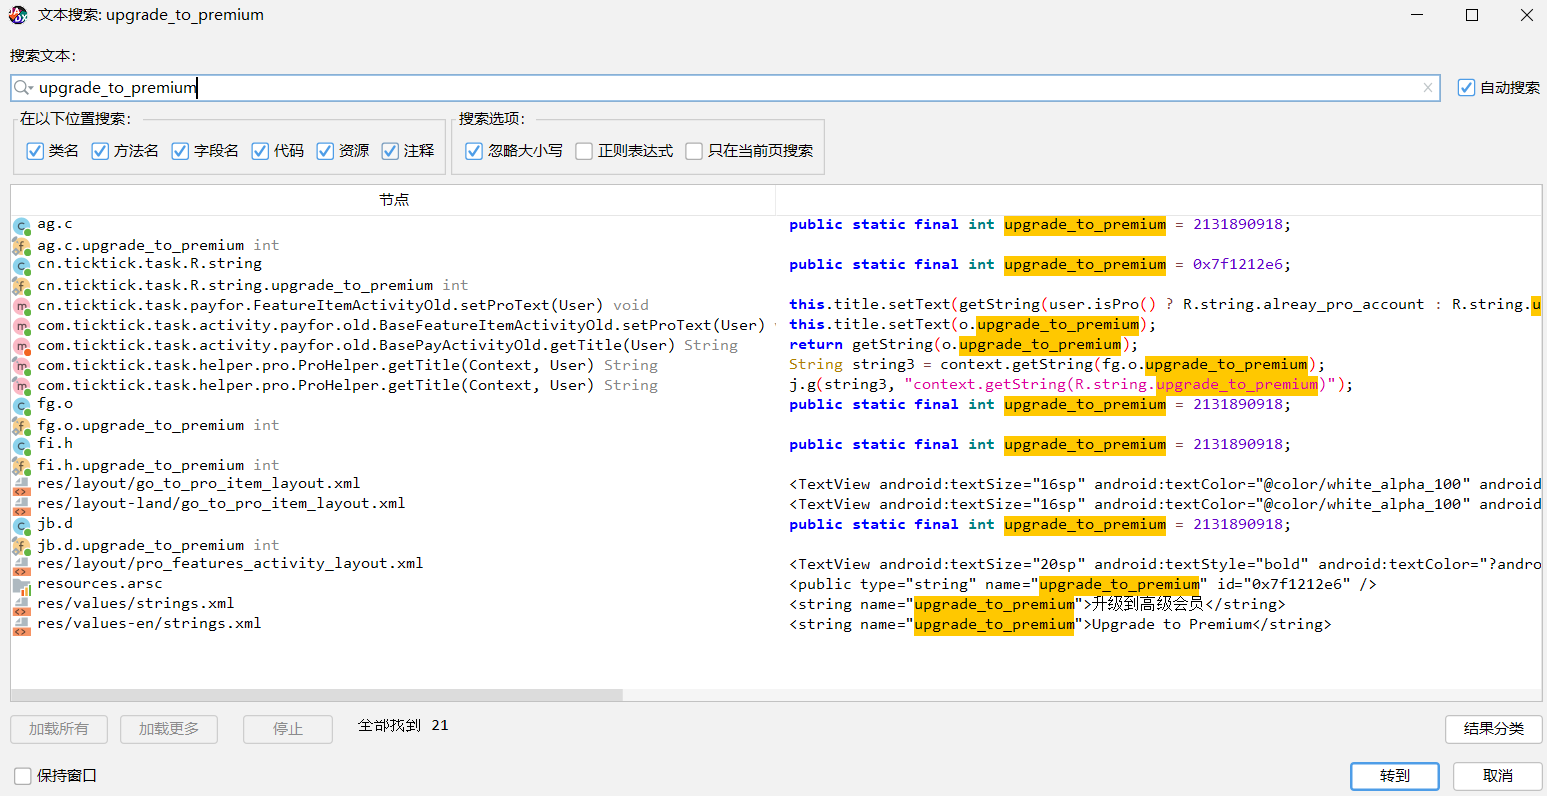 文本搜索: upgrade_to_premium
搜索文本:
upgrade_to_premium
自动搜索
在以下位置搜索:
类名 方法名 字段名 代码 资源 注释
搜索选项:
忽略大小写 正则表达式 只在当前页搜索
节点
ag.c public static final int upgrade_to_premium = 2131890918;
ag.c.upgrade_to_premium int
cn.ticktick.task.R.string public static final int upgrade_to_premium = 0x7f1212e6;
cn.ticktick.task.R.string.upgrade_to_premium int
cn.ticktick.task.payfor.FeatureItemActivityOld.setProText(User) void this.title.setText(getString(user.isPro() ? R.string.alreay_pro_account : R.string.u
com.ticktick.task.activity.payfor.old.BaseFeatureItemActivityOld.setProText(User) this.title.setText(o.upgrade_to_premium);
com.ticktick.task.activity.payfor.old.BasePayActivityOld.getTitle(User) String return getString(o.upgrade_to_premium);
com.ticktick.task.helper.pro.ProHelper.getTitle(Context, User) String String string3 = context.getString(fg.o.upgrade_to_premium);
com.ticktick.task.helper.pro.ProHelper.getTitle(Context, User) String j.g(string3, "context.getString(R.string.upgrade_to_premium)");
fg.o public static final int upgrade_to_premium = 2131890918;
fg.o.upgrade_to_premium int
fi.h public static final int upgrade_to_premium = 2131890918;
fi.h.upgrade_to_premium int
res/layout/go_to_pro_item_layout.xml <TextView android:textSize="16sp" android:textColor="@color/white_alpha_100" android
res/layout-land/go_to_pro_item_layout.xml <TextView android:textSize="16sp" android:textColor="@color/white_alpha_100" android
jb.d public static final int upgrade_to_premium = 2131890918;
jb.d.upgrade_to_premium int
res/layout/pro_features_activity_layout.xml <TextView android:textSize="20sp" android:textStyle="bold" android:textColor="?andro
resources.arsc <public type="string" name="upgrade_to_premium" id="0x7f1212e6" />
res/values/strings.xml <string name="upgrade_to_premium">升级到高级会员</string>
res/values-en/strings.xml <string name="upgrade_to_premium">Upgrade to Premium</string>
加载所有 加载更多 停止 全部找到 21 结果分类
保持窗口 转到 取消